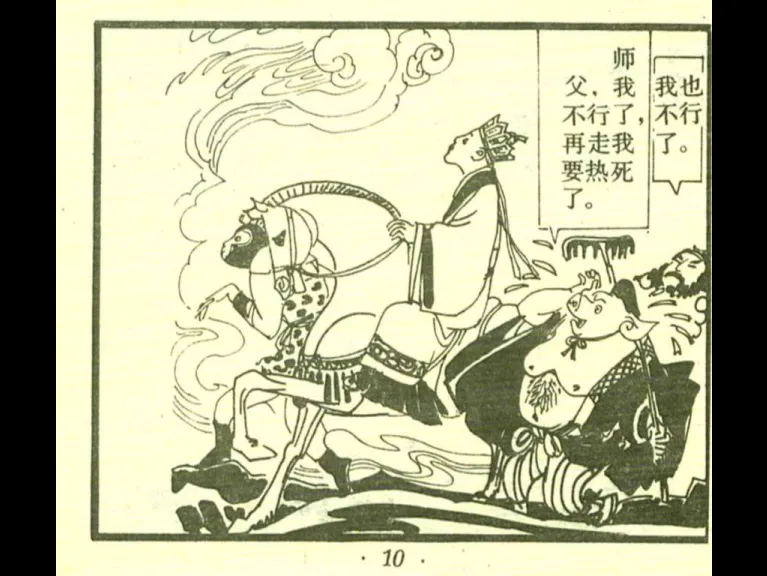 师
父,我
不行了,
再走我
要热死
了。
我也
不行
了。
· 10 ·